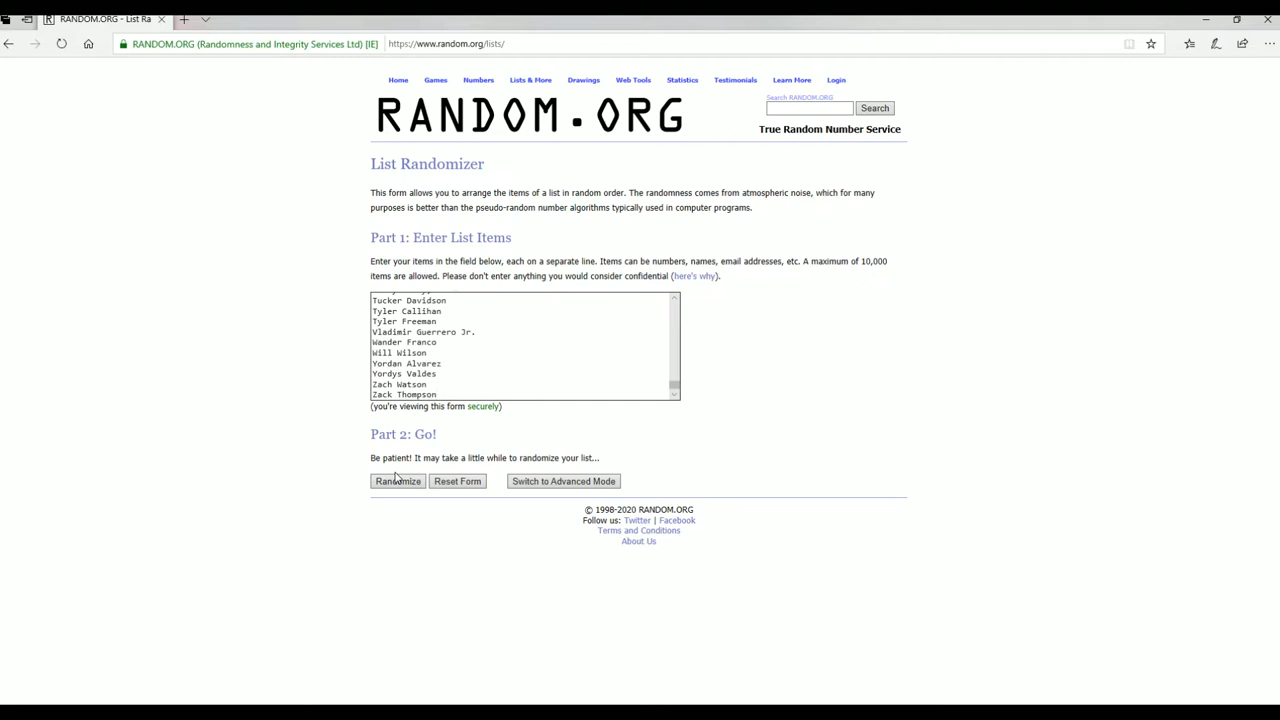 RANDOM.ORG - List Ra
RANDOM.ORG (Randomness and Integrity Services Ltd) [IE]
https://www.random.org/lists/
Home Games Numbers Lists & More Drawings Web Tools Statistics Testimonials Learn More Login
RANDOM.ORG
Search RANDOM.ORG
Search
True Random Number Service
List Randomizer
This form allows you to arrange the items of a list in random order. The randomness comes from atmospheric noise, which for many
purposes is better than the pseudo-random number algorithms typically used in computer programs.
Part 1: Enter List Items
Enter your items in the field below, each on a separate line. Items can be numbers, names, email addresses, etc. A maximum of 10,000
items are allowed. Please don't enter anything you would consider confidential (here's why).
Tucker Davidson
Tyler Callihan
Tyler Freeman
Vladimir Guerrero Jr.
Wander Franco
Will Wilson
Yordan Alvarez
Yordys Valdes
Zach Watson
Zack Thompson
(you're viewing this form securely)
Part 2: Go!
Be patient! It may take a little while to randomize your list...
Randomize Reset Form Switch to Advanced Mode
© 1998-2020 RANDOM.ORG
Follow us: Twitter | Facebook
Terms and Conditions
About Us